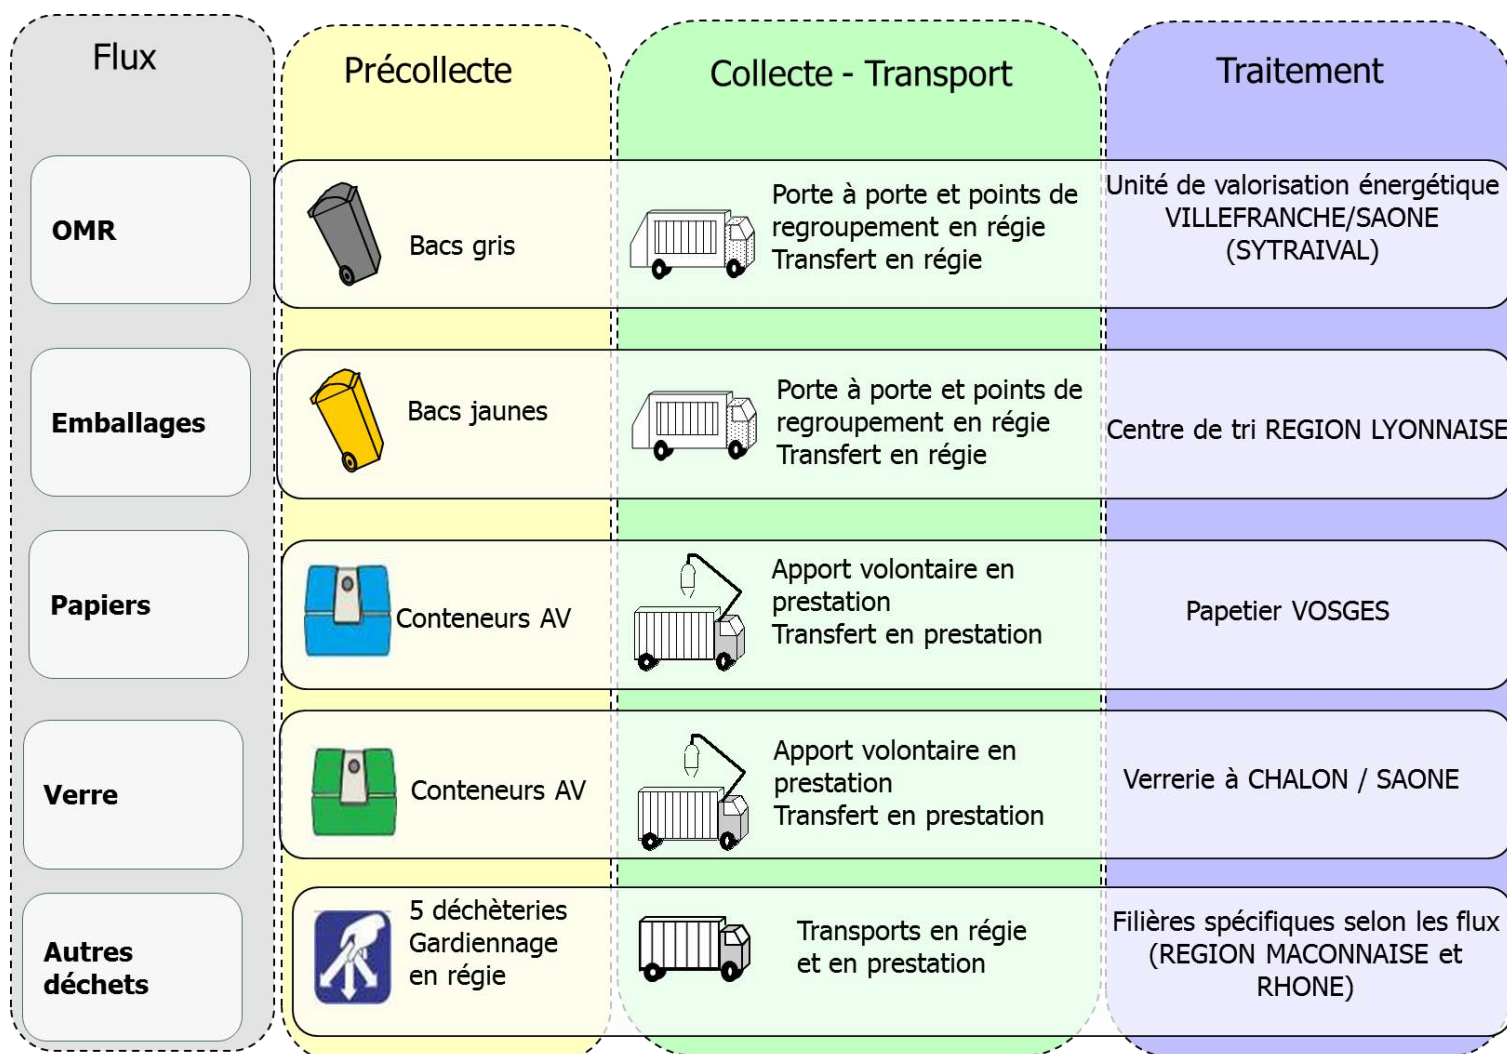 Flux
Précollecte
Collecte - Transport
Traitement
OMR
Bacs gris
Porte à porte et points de
regroupement en régie
Transfert en régie
Unité de valorisation énergétique
VILLEFRANCHE/SAONE
(SYTRAIVAL)
Emballages
Bacs jaunes
Porte à porte et points de
regroupement en régie
Transfert en régie
Centre de tri REGION LYONNAISE
Papiers
Conteneurs AV
Apport volontaire en
prestation
Transfert en prestation
Papetier VOSGES
Verre
Conteneurs AV
Apport volontaire en
prestation
Transfert en prestation
Verrerie à CHALON / SAONE
Autres
déchets
5 déchèteries
Gardiennage
en régie
Transports en régie
et en prestation
Filières spécifiques selon les flux
(REGION MACONNAISE et
RHONE)